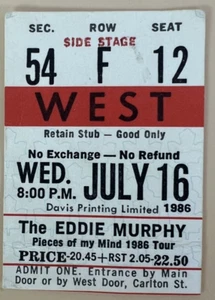 SEC. ROW SEAT
SIDE STAGE
54 F 12
WEST
Retain Stub — Good Only
No Exchange — No Refund
WED. JULY 16
8:00 P.M.
Davis Printing Limited 1986
The EDDIE MURPHY
Pieces of my Mind 1986 Tour
PRICE-20.45+RST 2.05-22.50
ADMIT ONE. Entrance by Main
Door or by West Door, Carlton St.